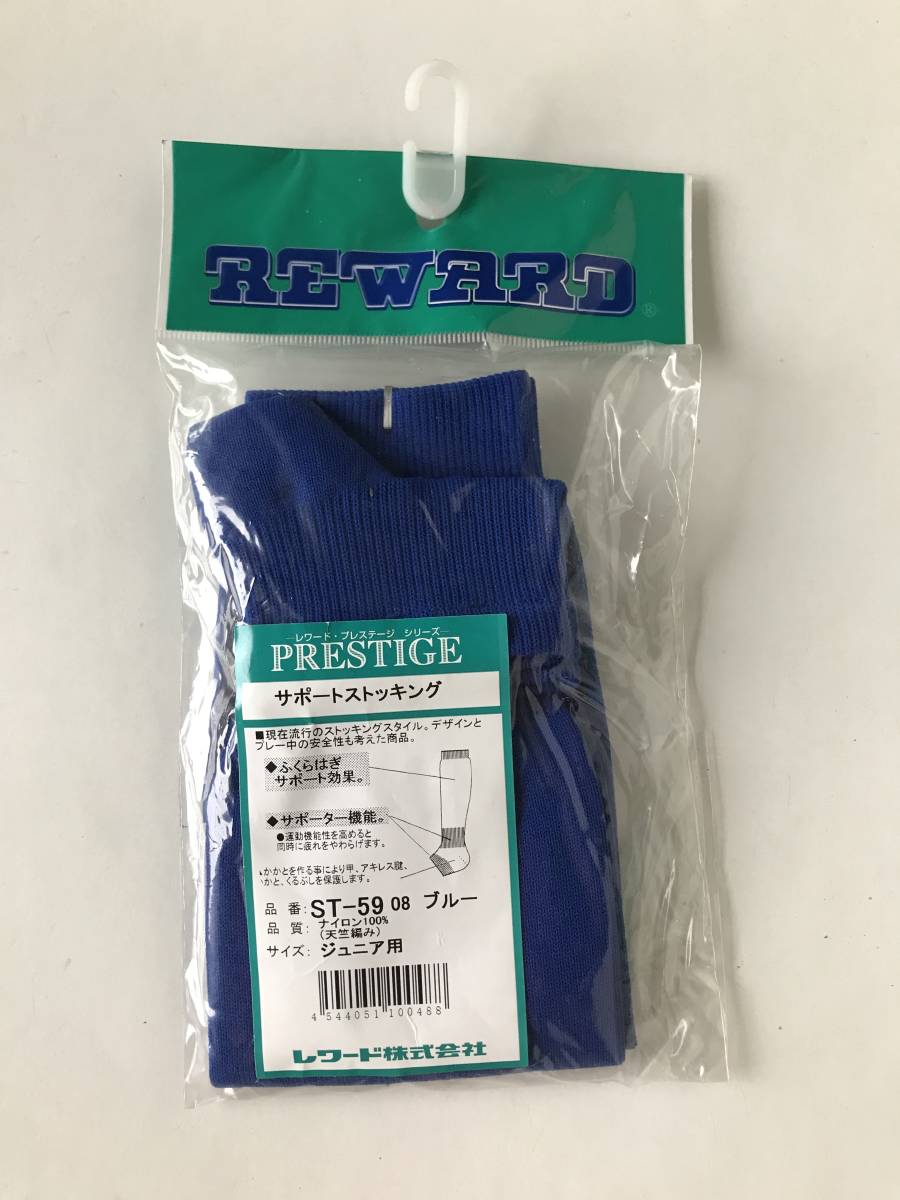 REWARD
®
レワード・プレステージ シリーズ
PRESTIGE
サポートストッキング
■現在流行のストッキングスタイル。デザインと
プレー中の安全性も考えた商品。
◆ふくらはぎ
サポート効果。
◆サポーター機能。
●運動機能性を高めると
同時に疲れをやわらげます。
かかとを作る事により甲、アキレス腱、
かと、くるぶしを保護します。
品 番: ST-59 08 ブルー
品 質: ナイロン100%
(天竺編み)
サイズ: ジュニア用
4 544051 100488
レワード株式会社